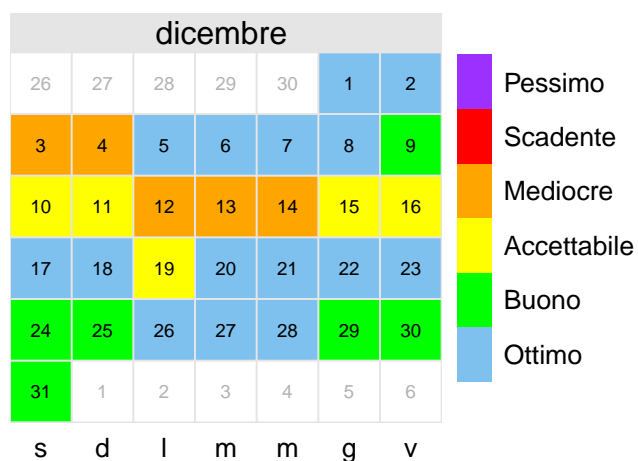 dicembre
26 27 28 29 30 1 2
3 4 5 6 7 8 9
10 11 12 13 14 15 16
17 18 19 20 21 22 23
24 25 26 27 28 29 30
31 1 2 3 4 5 6
s d l m m g v
Pessimo
Scadente
Mediocre
Accettabile
Buono
Ottimo